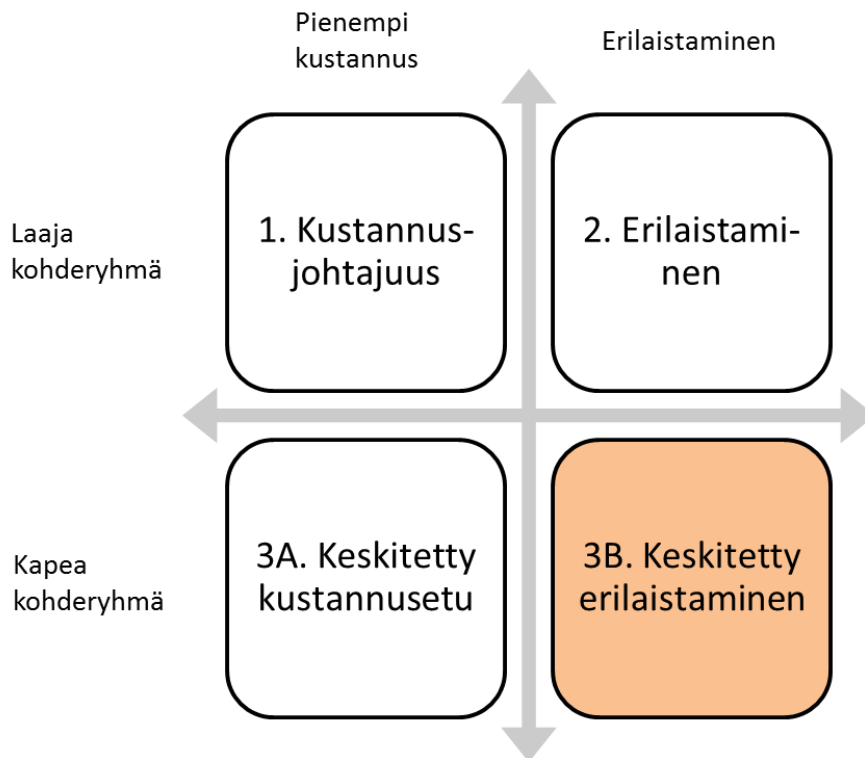 Pienempi
kustannus
Erilaistaminen
Laaja
kohderyhmä
1. Kustannus-
johtajuus
2. Erilaistami-
nen
Kapea
kohderyhmä
3A. Keskitetty
kustannusetu
3B. Keskitetty
erilaistaminen